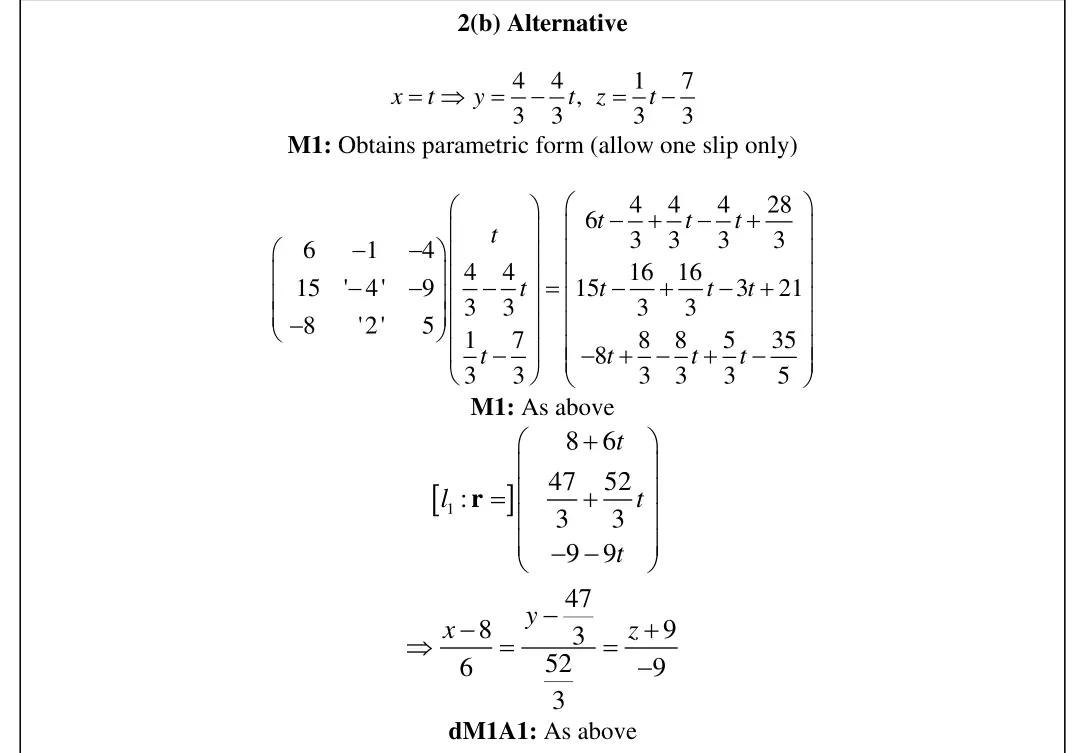 2(b) Alternative
x = t ⇒ y = 4/3 − 4/3 t, z = 1/3 t − 7/3
M1: Obtains parametric form (allow one slip only)
( 6 −1 −4 ; 15 '− 4' −9 ; −8 '2' 5 ) ( t ; 4/3 − 4/3 t ; 1/3 t − 7/3 ) = ( 6t − 4/3 + 4/3 t − 4/3 t + 28/3 ; 15t − 16/3 + 16/3 t − 3t + 21 ; −8t + 8/3 − 8/3 t + 5/3 t − 35/5 )
M1: As above
[l₁ : r =] ( 8 + 6t ; 47/3 + 52/3 t ; −9 − 9t )
⇒ (x − 8)/6 = (y − 47/3)/(52/3) = (z + 9)/−9
dM1A1: As above